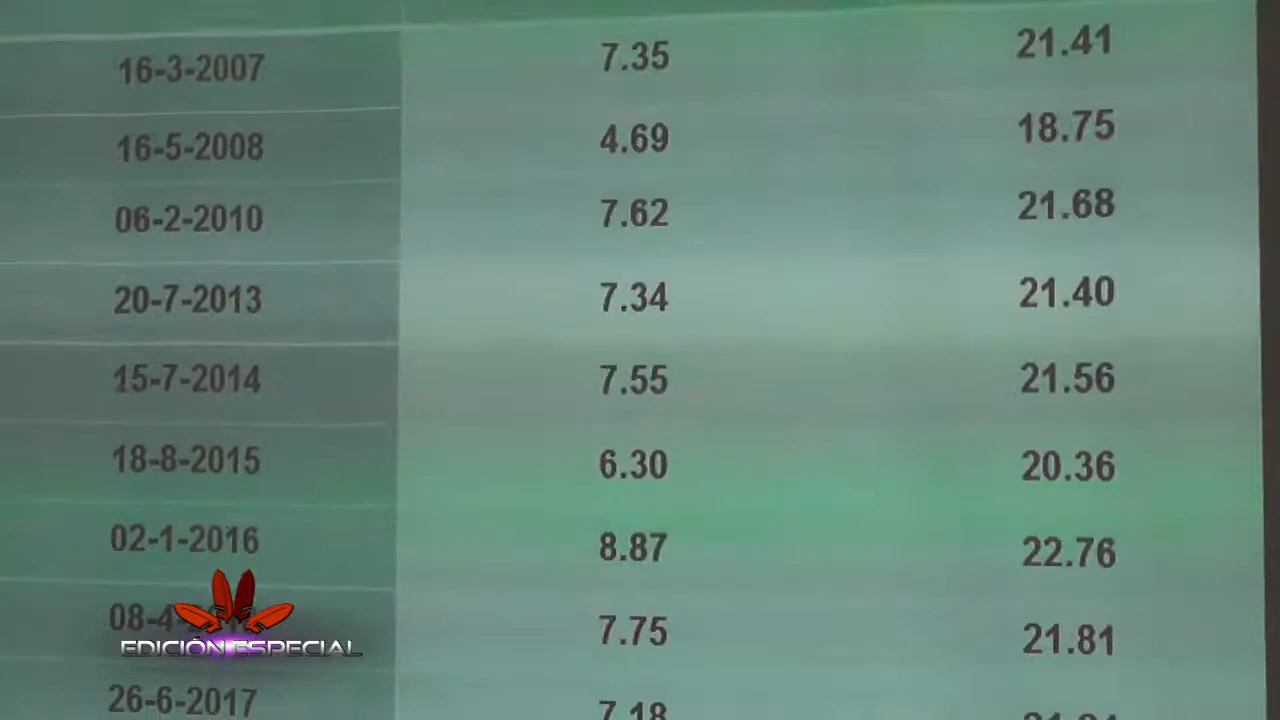 16-3-2007 7.35 21.41
16-5-2008 4.69 18.75
06-2-2010 7.62 21.68
20-7-2013 7.34 21.40
15-7-2014 7.55 21.56
18-8-2015 6.30 20.36
02-1-2016 8.87 22.76
7.75 21.81
EDICIÓN ESPECIAL
26-6-2017 7.18